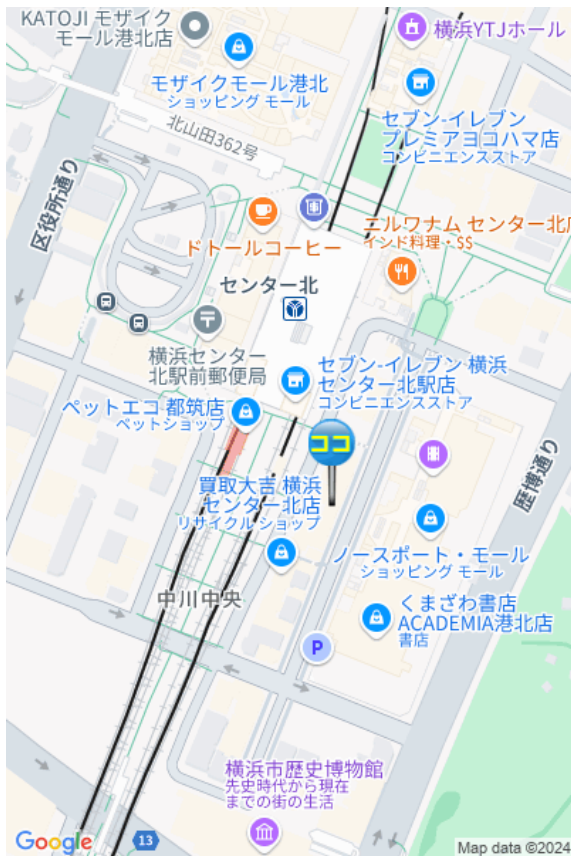 KATOJI モザイク
モール港北店
横浜YTJホール
モザイクモール港北
ショッピング モール
セブン-イレブン
プレミアヨコハマ店
コンビニエンスストア
北山田362号
区役所通り
ドトールコーヒー
ニルワナム センター北店
インド料理・$$
センター北
横浜センター
北駅前郵便局
セブン-イレブン 横浜
センター北駅店
コンビニエンスストア
ペットエコ 都筑店
ペットショップ
ココ
歴博通り
買取大吉 横浜
センター北店
リサイクル ショップ
ノースポート・モール
ショッピング モール
中川中央
くまざわ書店
ACADEMIA港北店
書店
P
横浜市歴史博物館
先史時代から現在
までの街の生活
13
Google
Map data ©2024